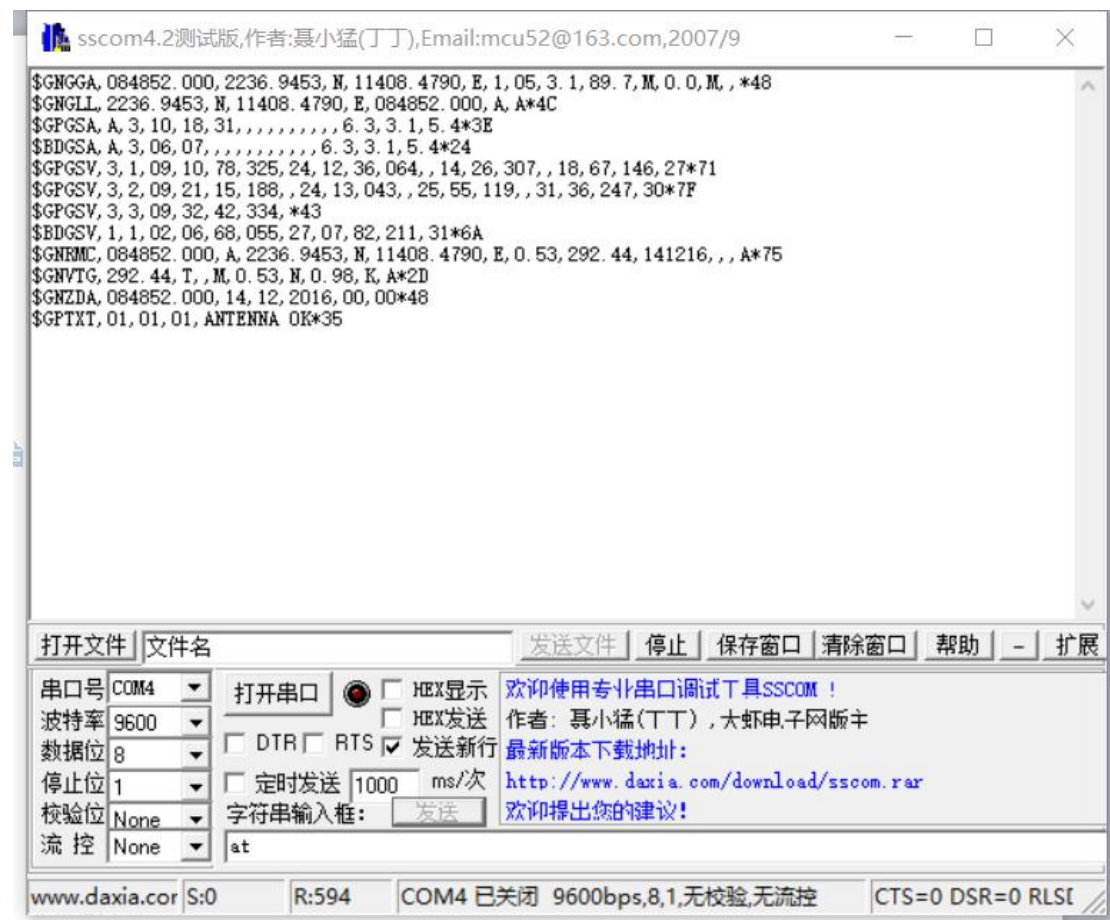 sscom4.2测试版,作者:聂小猛(丁丁),Email:mcu52@163.com,2007/9
$GNGGA,084852.000,2236.9453,N,11408.4790,E,1,05,3.1,89.7,M,0.0,M,,*48
$GNGLL,2236.9453,N,11408.4790,E,084852.000,A,A*4C
$GPGSA,A,3,10,18,31,,,,,,,,,,6.3,3.1,5.4*3E
$BDGSA,A,3,06,07,,,,,,,,,,,6.3,3.1,5.4*24
$GPGSV,3,1,09,10,78,325,24,12,36,064,,14,26,307,,18,67,146,27*71
$GPGSV,3,2,09,21,15,188,,24,13,043,,25,55,119,,31,36,247,30*7F
$GPGSV,3,3,09,32,42,334,*43
$BDGSV,1,1,02,06,68,055,27,07,82,211,31*6A
$GNRMC,084852.000,A,2236.9453,N,11408.4790,E,0.53,292.44,141216,,,A*75
$GNVTG,292.44,T,,M,0.53,N,0.98,K,A*2D
$GNZDA,084852.000,14,12,2016,00,00*48
$GPTXT,01,01,01,ANTENNA OK*35
打开文件 文件名 发送文件 停止 保存窗口 清除窗口 帮助 - 扩展
串口号 COM4 打开串口 HEX显示 欢迎使用专业串口调试工具SSCOM !
波特率 9600 HEX发送 作者: 聂小猛(丁丁) ,大虾电子网版主
数据位 8 DTR RTS 发送新行 最新版本下载地址:
停止位 1 定时发送 1000 ms/次 http://www.daxia.com/download/sscom.rar
校验位 None 字符串输入框: 发送 欢迎提出您的建议!
流 控 None at
www.daxia.cor S:0 R:594 COM4 已关闭 9600bps,8,1,无校验,无流控 CTS=0 DSR=0 RLSI